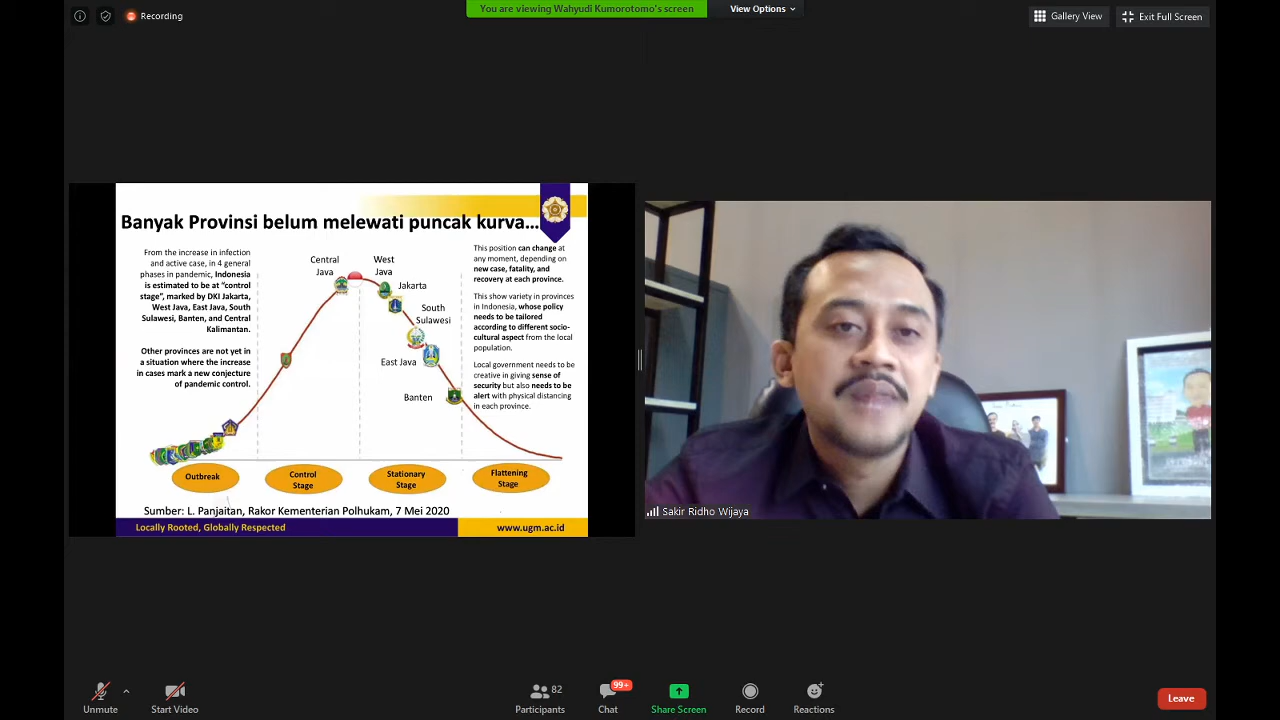 Recording
You are viewing Wahyudi Kumorotomo's screen
View Options
Gallery View
Exit Full Screen
Banyak Provinsi belum melewati puncak kurva...
From the increase in infection
and active case, in 4 general
phases in pandemic, Indonesia
is estimated to be at "control
stage", marked by DKI Jakarta,
West Java, East Java, South
Sulawesi, Banten, and Central
Kalimantan.
Other provinces are not yet in
a situation where the increase
in cases mark a new conjecture
of pandemic control.
Central
Java
West
Java
Jakarta
South
Sulawesi
East Java
Banten
This position can change at
any moment, depending on
new case, fatality, and
recovery at each province.
This show variety in provinces
in Indonesia, whose policy
needs to be tailored
according to different socio-
cultural aspect from the local
population.
Local government needs to be
creative in giving sense of
security but also needs to be
alert with physical distancing
in each province.
Outbreak
Control
Stage
Stationary
Stage
Flattening
Stage
Sumber: L. Panjaitan, Rakor Kementerian Polhukam, 7 Mei 2020
Locally Rooted, Globally Respected
www.ugm.ac.id
Sakir Ridho Wijaya
Unmute
Start Video
82
Participants
99+
Chat
Share Screen
Record
Reactions
Leave